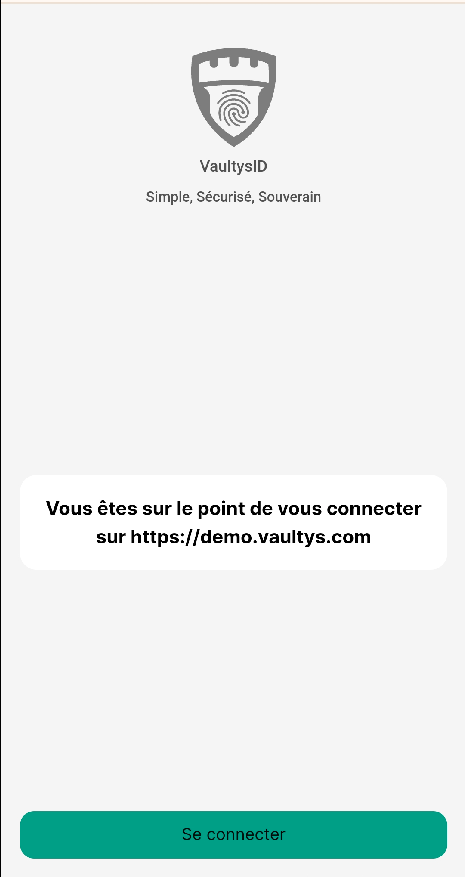 VaultysID
Simple, Sécurisé, Souverain
Vous êtes sur le point de vous connecter
sur https://demo.vaultys.com
Se connecter